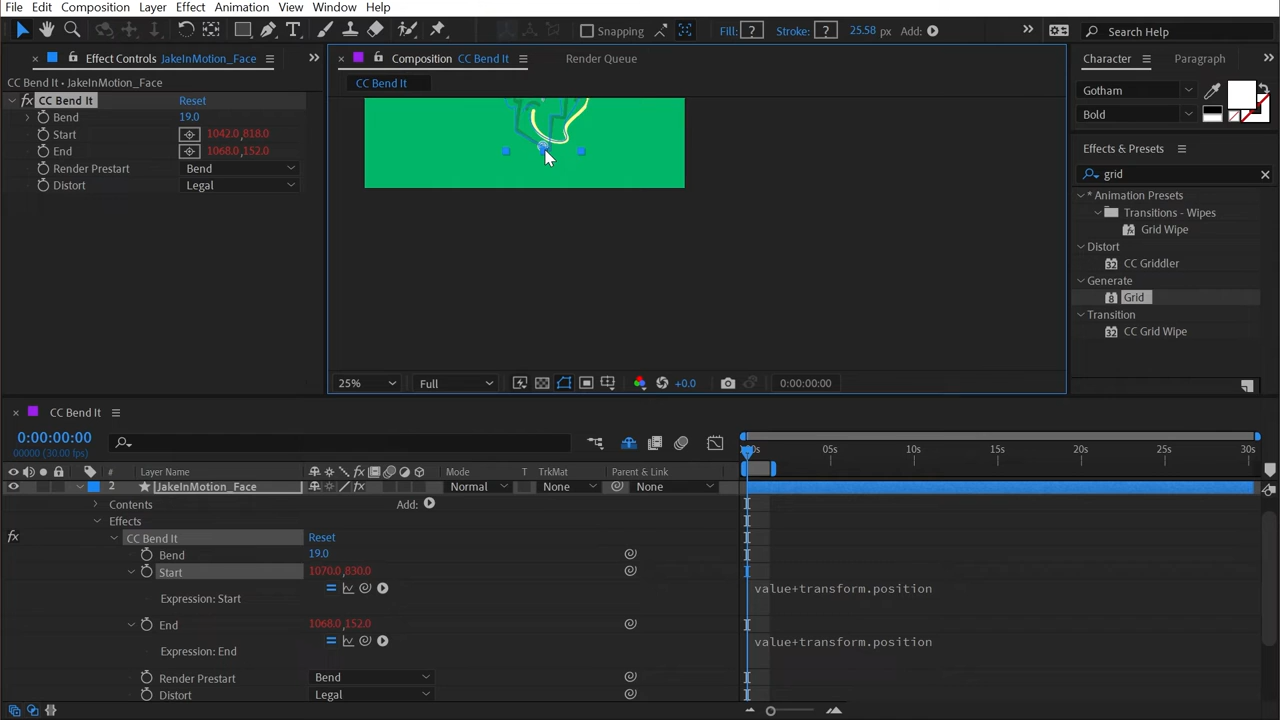 File Edit Composition Layer Effect Animation View Window Help
Snapping Fill: ? Stroke: ? 25.58 px Add: Search Help
Effect Controls JakeInMotion_Face
Composition CC Bend It Render Queue
Character Paragraph
CC Bend It • JakeInMotion_Face
CC Bend It
Gotham
fx CC Bend It Reset
Bend 19.0
Bold
Start 1042.0,818.0
End 1068.0,152.0
Effects & Presets
Render Prestart Bend
grid
Distort Legal
* Animation Presets
Transitions - Wipes
Grid Wipe
Distort
CC Griddler
Generate
Grid
Transition
CC Grid Wipe
25% Full +0.0 0:00:00:00
CC Bend It
0:00:00:00
00000 (30.00 fps)
:00s 05s 10s 15s 20s 25s 30s
# Layer Name Mode T TrkMat Parent & Link
2 JakeInMotion_Face Normal None None
Contents Add:
Effects
fx CC Bend It Reset
Bend 19.0
Start 1070.0,830.0
Expression: Start value+transform.position
End 1068.0,152.0
Expression: End value+transform.position
Render Prestart Bend
Distort Legal